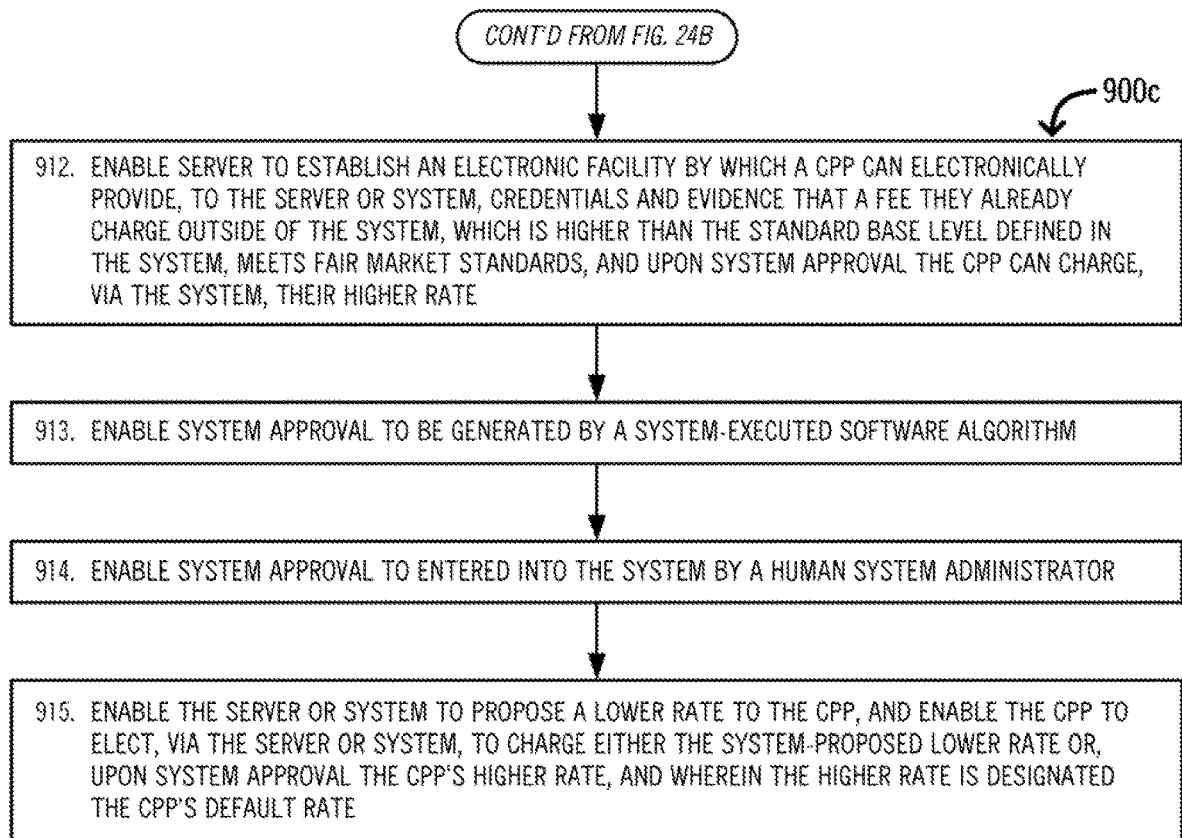 CONT'D FROM FIG. 24B
900c
912. ENABLE SERVER TO ESTABLISH AN ELECTRONIC FACILITY BY WHICH A CPP CAN ELECTRONICALLY
PROVIDE, TO THE SERVER OR SYSTEM, CREDENTIALS AND EVIDENCE THAT A FEE THEY ALREADY
CHARGE OUTSIDE OF THE SYSTEM, WHICH IS HIGHER THAN THE STANDARD BASE LEVEL DEFINED IN
THE SYSTEM, MEETS FAIR MARKET STANDARDS, AND UPON SYSTEM APPROVAL THE CPP CAN CHARGE,
VIA THE SYSTEM, THEIR HIGHER RATE
913. ENABLE SYSTEM APPROVAL TO BE GENERATED BY A SYSTEM-EXECUTED SOFTWARE ALGORITHM
914. ENABLE SYSTEM APPROVAL TO ENTERED INTO THE SYSTEM BY A HUMAN SYSTEM ADMINISTRATOR
915. ENABLE THE SERVER OR SYSTEM TO PROPOSE A LOWER RATE TO THE CPP, AND ENABLE THE CPP TO
ELECT, VIA THE SERVER OR SYSTEM, TO CHARGE EITHER THE SYSTEM-PROPOSED LOWER RATE OR,
UPON SYSTEM APPROVAL THE CPP'S HIGHER RATE, AND WHEREIN THE HIGHER RATE IS DESIGNATED
THE CPP'S DEFAULT RATE